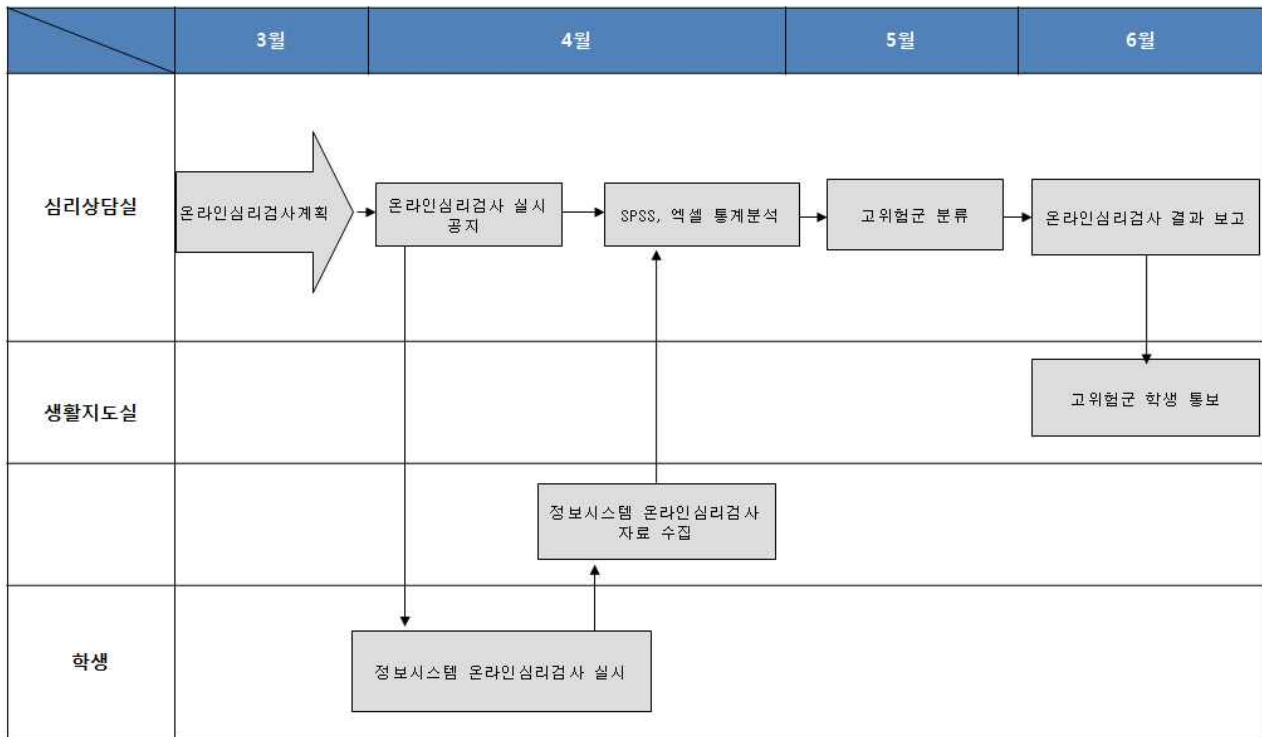 3월
4월
5월
6월
심리상담실
온라인심리검사계획
온라인심리검사 실시
공지
SPSS, 엑셀 통계분석
고위험군 분류
온라인심리검사 결과 보고
생활지도실
고위험군 학생 통보
정보시스템 온라인심리검사
자료 수집
학생
정보시스템 온라인심리검사 실시